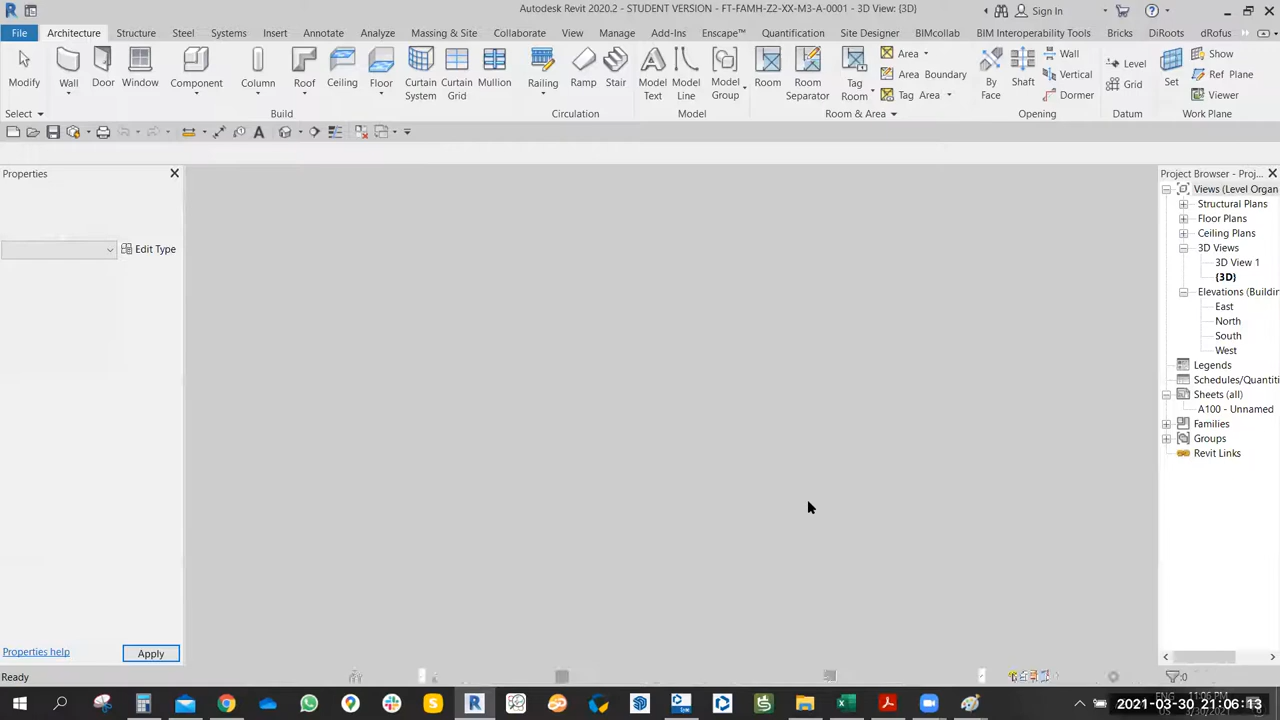 Autodesk Revit 2020.2 - STUDENT VERSION - FT-FAMH-Z2-XX-M3-A-0001 - 3D View: {3D}
Sign In
File Architecture Structure Steel Systems Insert Annotate Analyze Massing & Site Collaborate View Manage Add-Ins Enscape™ Quantification Site Designer BIMcollab BIM Interoperability Tools Bricks DiRoots dRofus
Modify Wall Door Window Component Column Roof Ceiling Floor Curtain System Curtain Grid Mullion Railing Ramp Stair Model Text Model Line Model Group Room Room Separator Tag Room
Area
Area Boundary
Tag Area
By Face Shaft
Wall
Vertical
Dormer
Level
Grid
Set
Show
Ref Plane
Viewer
Select Build Circulation Model Room & Area Opening Datum Work Plane
Properties
Edit Type
Properties help Apply
Project Browser - Proj...
Views (Level Organ
Structural Plans
Floor Plans
Ceiling Plans
3D Views
3D View 1
{3D}
Elevations (Buildin
East
North
South
West
Legends
Schedules/Quantiti
Sheets (all)
A100 - Unnamed
Families
Groups
Revit Links
Ready
:0
2021-03-30 21:06:13